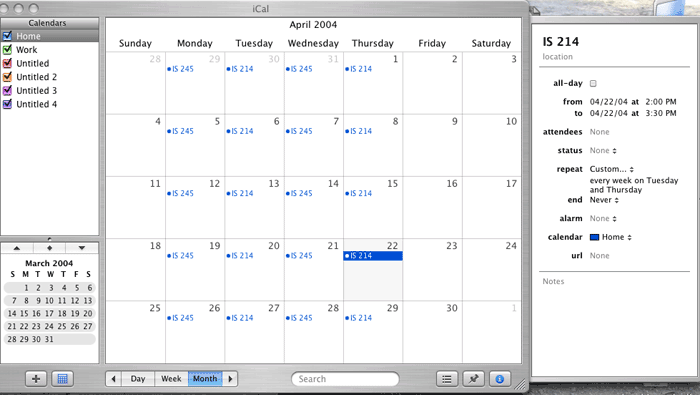 iCal
Calendars
Home
Work
Untitled
Untitled 2
Untitled 3
Untitled 4
March 2004
S M T W T F S
1 2 3 4 5 6
7 8 9 10 11 12 13
14 15 16 17 18 19 20
21 22 23 24 25 26 27
28 29 30 31
April 2004
Sunday Monday Tuesday Wednesday Thursday Friday Saturday
28 29 30 31 1 2 3
IS 245 IS 214 IS 245 IS 214
4 5 6 7 8 9 10
IS 245 IS 214 IS 245 IS 214
11 12 13 14 15 16 17
IS 245 IS 214 IS 245 IS 214
18 19 20 21 22 23 24
IS 245 IS 214 IS 245 IS 214
25 26 27 28 29 30 1
IS 245 IS 214 IS 245 IS 214
Day Week Month
Search
IS 214
location
all-day
from 04/22/04 at 2:00 PM
to 04/22/04 at 3:30 PM
attendees None
status None
repeat Custom...
every week on Tuesday
and Thursday
end Never
alarm None
calendar Home
url None
Notes